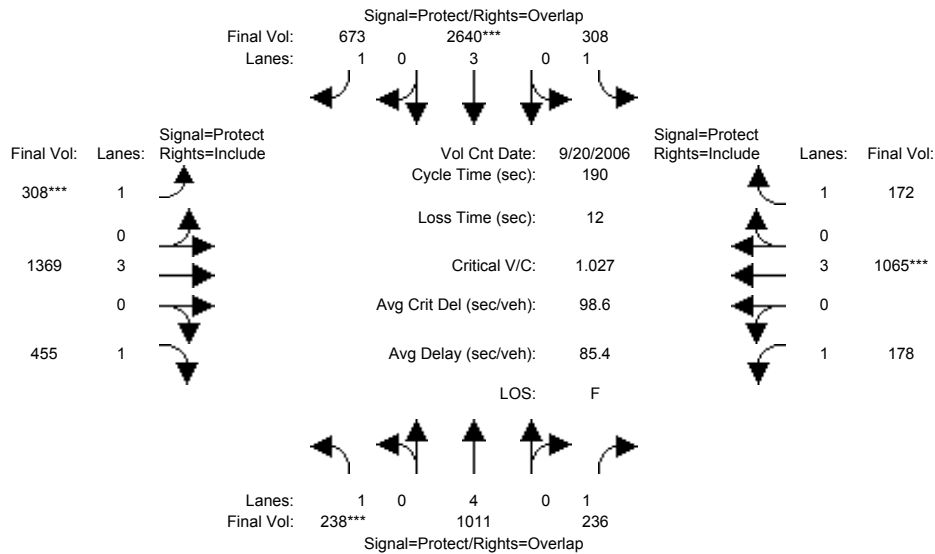 Signal=Protect/Rights=Overlap
Final Vol: 673 2640*** 308
Lanes: 1 0 3 0 1
Signal=Protect Signal=Protect
Final Vol: Lanes: Rights=Include Vol Cnt Date: 9/20/2006 Rights=Include Lanes: Final Vol:
Cycle Time (sec): 190
308*** 1 1 172
Loss Time (sec): 12
0 0
1369 3 Critical V/C: 1.027 3 1065***
0 Avg Crit Del (sec/veh): 98.6 0
455 1 Avg Delay (sec/veh): 85.4 1 178
LOS: F
Lanes: 1 0 4 0 1
Final Vol: 238*** 1011 236
Signal=Protect/Rights=Overlap